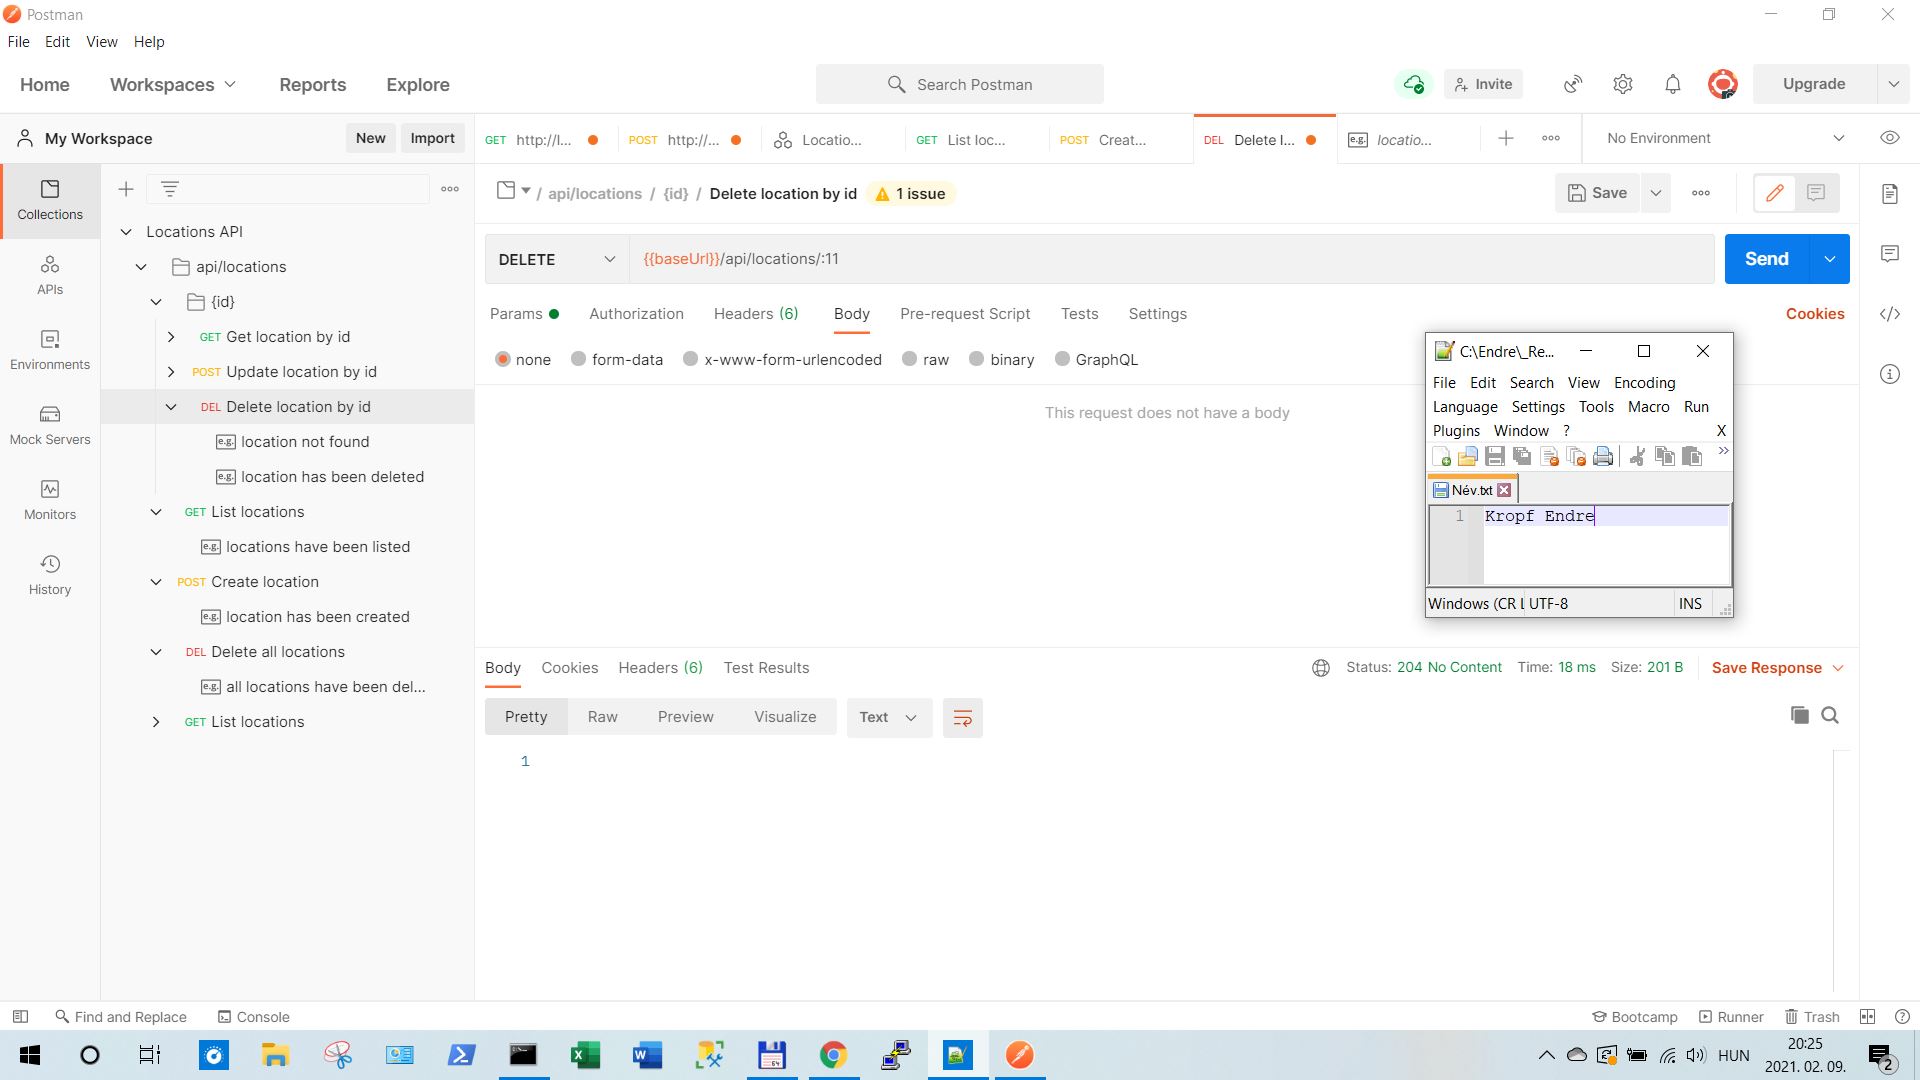 Postman
File Edit View Help
Home Workspaces Reports Explore
Search Postman
Invite
Upgrade
My Workspace
New
Import
GET http://l...
POST http://...
Locatio...
GET List loc...
POST Creat...
DEL Delete l...
e.g. locatio...
No Environment
Collections
APIs
Environments
Mock Servers
Monitors
History
Locations API
api/locations
{id}
GET Get location by id
POST Update location by id
DEL Delete location by id
e.g. location not found
e.g. location has been deleted
GET List locations
e.g. locations have been listed
POST Create location
e.g. location has been created
DEL Delete all locations
e.g. all locations have been del...
GET List locations
/ api/locations / {id} / Delete location by id
1 issue
Save
DELETE
{{baseUrl}}/api/locations/:11
Send
Params Authorization Headers (6) Body Pre-request Script Tests Settings
Cookies
none form-data x-www-form-urlencoded raw binary GraphQL
This request does not have a body
C:\Endre\_Re...
File Edit Search View Encoding
Language Settings Tools Macro Run
Plugins Window ? X
Név.txt
1 Kropf Endre
Windows (CR L UTF-8 INS
Body Cookies Headers (6) Test Results
Status: 204 No Content Time: 18 ms Size: 201 B
Save Response
Pretty Raw Preview Visualize Text
1
Find and Replace Console
Bootcamp Runner Trash
HUN
20:25
2021. 02. 09.
2